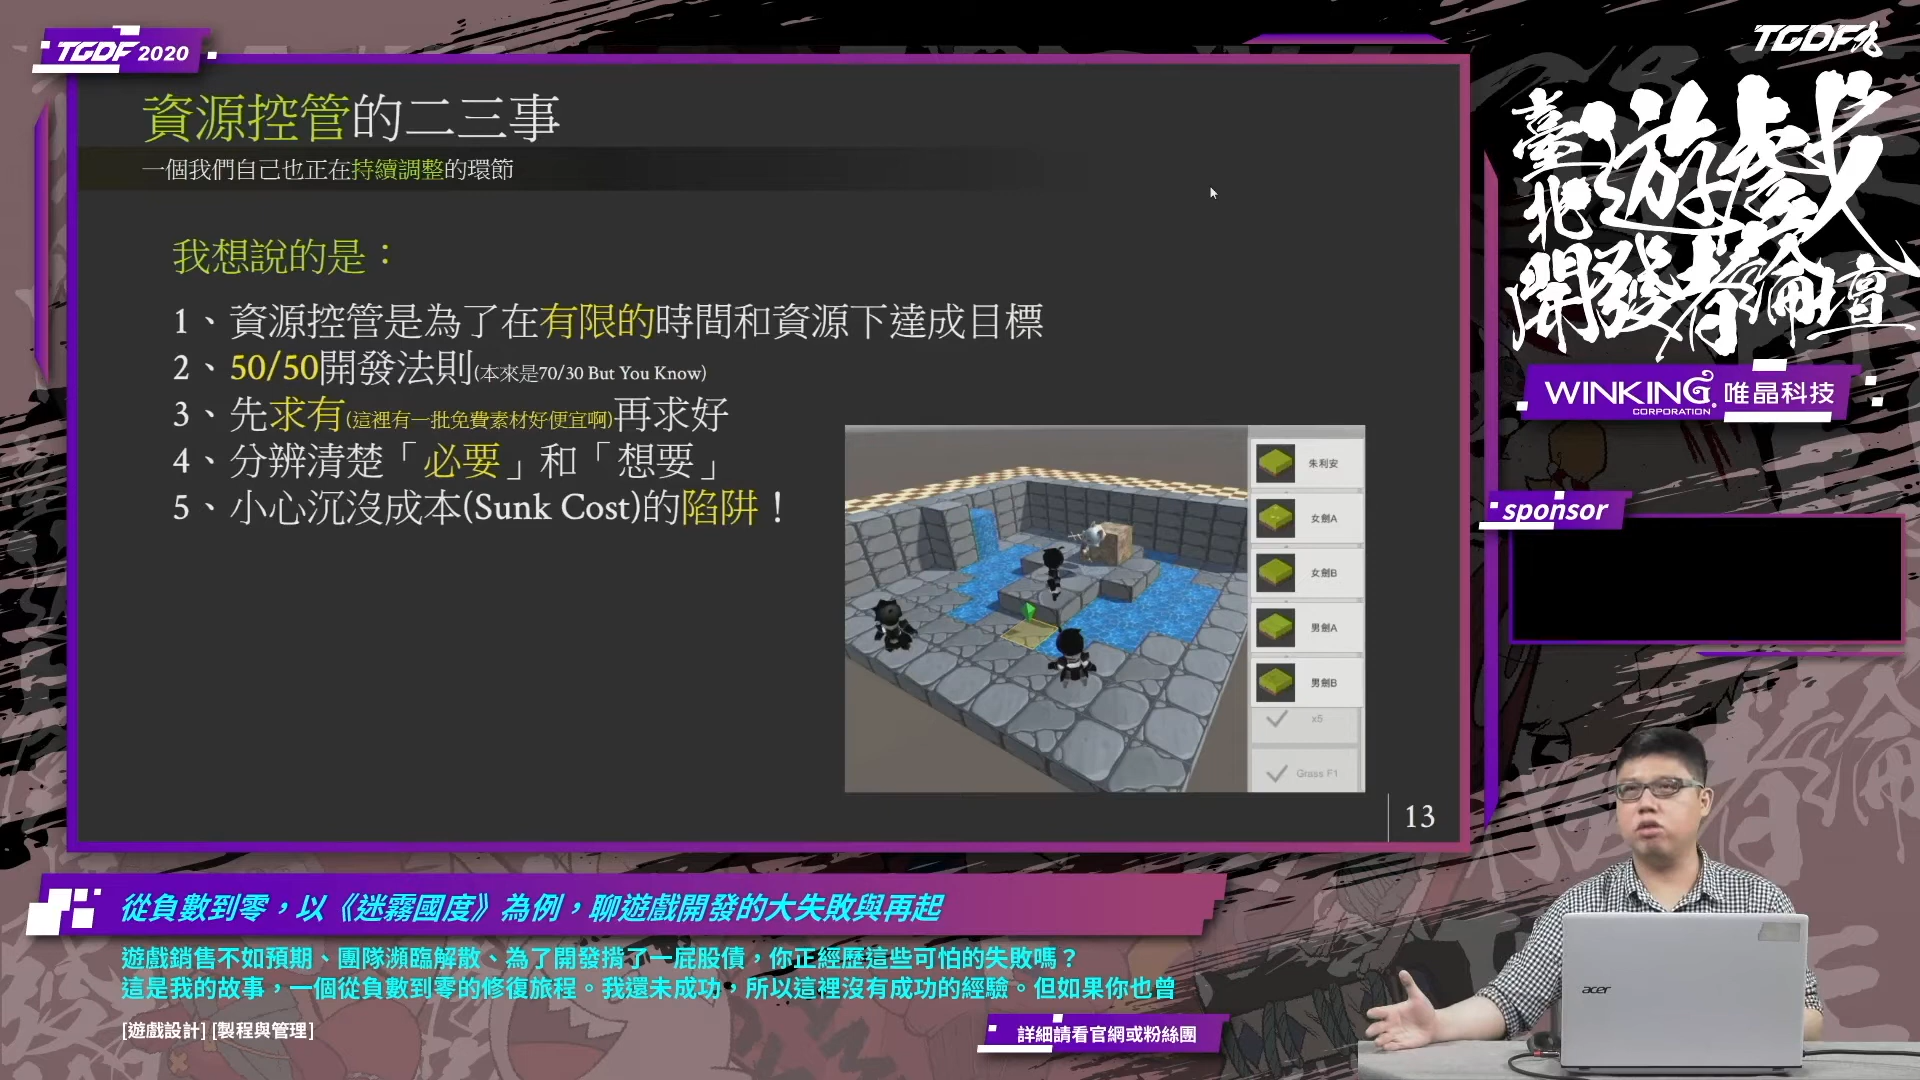 TGDF 2020
資源控管的二三事
一個我們自己也正在持續調整的環節
我想說的是：
1、資源控管是為了在有限的時間和資源下達成目標
2、50/50開發法則(本來是70/30 But You Know)
3、先求有(這裡有一批免費素材好便宜啊)再求好
4、分辨清楚「必要」和「想要」
5、小心沉沒成本(Sunk Cost)的陷阱！
朱利安
女劍A
女劍B
男劍A
男劍B
x5
Grass F1
13
TGDF九
臺北遊戲開發者論壇
WINKING CORPORATION 唯晶科技
sponsor
acer
從負數到零，以《迷霧國度》為例，聊遊戲開發的大失敗與再起
遊戲銷售不如預期、團隊瀕臨解散、為了開發揹了一屁股債，你正經歷這些可怕的失敗嗎？
這是我的故事，一個從負數到零的修復旅程。我還未成功，所以這裡沒有成功的經驗。但如果你也曾
[遊戲設計] [製程與管理]
詳細請看官網或粉絲團